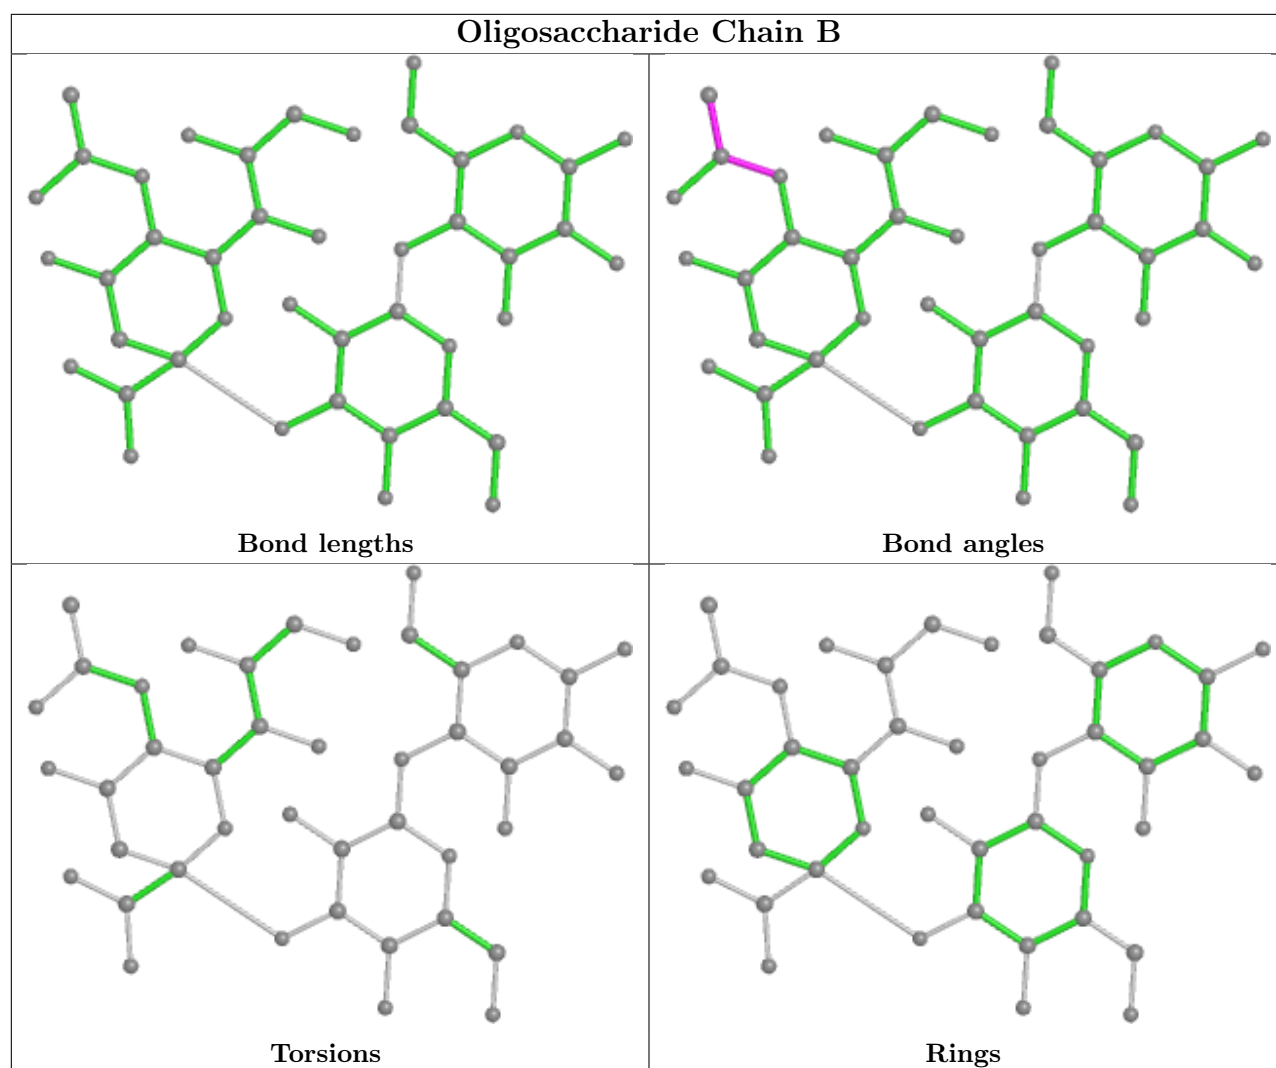 Oligosaccharide Chain B
Bond lengths
Bond angles
Torsions
Rings